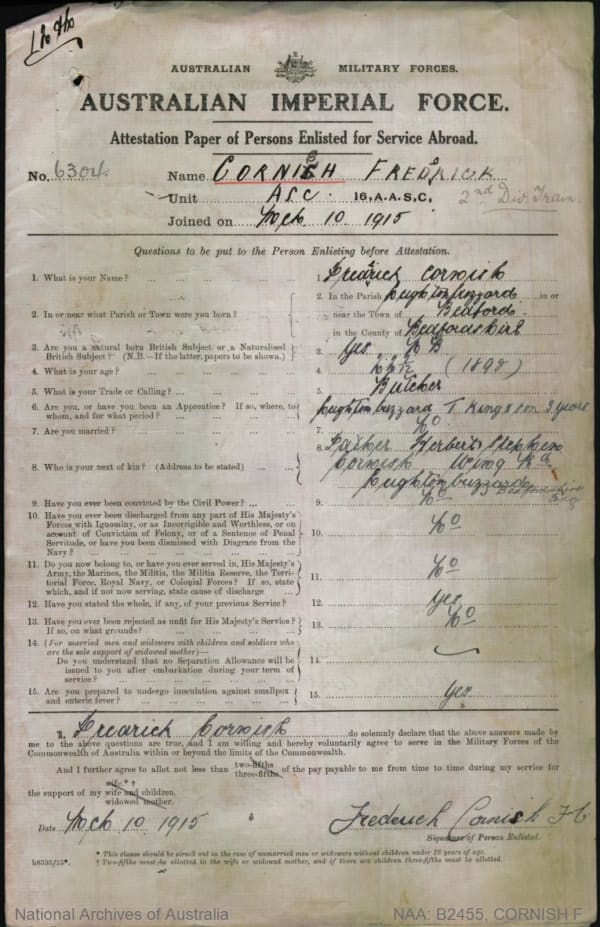 AUSTRALIAN MILITARY FORCES.
AUSTRALIAN IMPERIAL FORCE.
Attestation Paper of Persons Enlisted for Service Abroad.
No. 6304 Name CORNISH FREDRICK
Unit A.S.C. 16, A.A.S.C, 2nd Div. Train
Joined on 10 1915
Questions to be put to the Person Enlisting before Attestation.
1. What is your Name? ... 1. Fredrich Cornish
2. In or near what Parish or Town were you born? ... 2. In the Parish Leighton buzzard in or
near the Town of Bedford
in the County of Bedfordshire
3. Are you a natural born British Subject or a Naturalised British Subject? (N.B.—If the latter, papers to be shown.) 3. Yes N B
4. What is your age? ... 4. (1892)
5. What is your Trade or Calling? ... 5. Butcher
6. Are you, or have you been an Apprentice? If so, where, to whom, and for what period? ... Leighton buzzard T King & son 3 years
7. Are you married? ... 7. No
8. Who is your next of kin? (Address to be stated) ... 8. Father Herbert Stephen
Cornish Wing Rd
Leighton buzzard
Bedfordshire Eng
9. Have you ever been convicted by the Civil Power? ... 9. No
10. Have you ever been discharged from any part of His Majesty's Forces with Ignominy, or as Incorrigible and Worthless, or on account of Conviction of Felony, or of a Sentence of Penal Servitude, or have you been Dismissed with Disgrace from the Navy? ... 10. No
11. Do you now belong to, or have you ever served in, His Majesty's Army, the Marines, the Militia, the Militia Reserve, the Territorial Force, Royal Navy, or Colonial Forces? If so, state which, and if not now serving, state cause of discharge ... 11. No
12. Have you stated the whole, if any, of your previous Service? 12. Yes
13. Have you ever been rejected as unfit for His Majesty's Service? If so, on what grounds? ... 13. No
14. (For married men and widowers with children and soldiers who are the sole support of widowed mother)—
Do you understand that no Separation Allowance will be issued to you after embarkation during your term of service? ... 14.
15. Are you prepared to undergo inoculation against smallpox and enteric fever? ... 15. Yes
I, Fredrich Cornish do solemnly declare that the above answers made by
me to the above questions are true, and I am willing and hereby voluntarily agree to serve in the Military Forces of the
Commonwealth of Australia within or beyond the limits of the Commonwealth.
And I further agree to allot not less than two-fifths three-fifths of the pay payable to me from time to time during my service for
the support of my wife *† wife and children. widowed mother.
Date 10 1915 Frederich Cornish F C
Signature of Person Enlisted.
* This clause should be struck out in the case of unmarried men or widowers without children under 18 years of age.
h8593/15*. † Two-fifths must be allotted to the wife or widowed mother, and if there are children three-fifths must be allotted.
National Archives of Australia NAA: B2455, CORNISH F